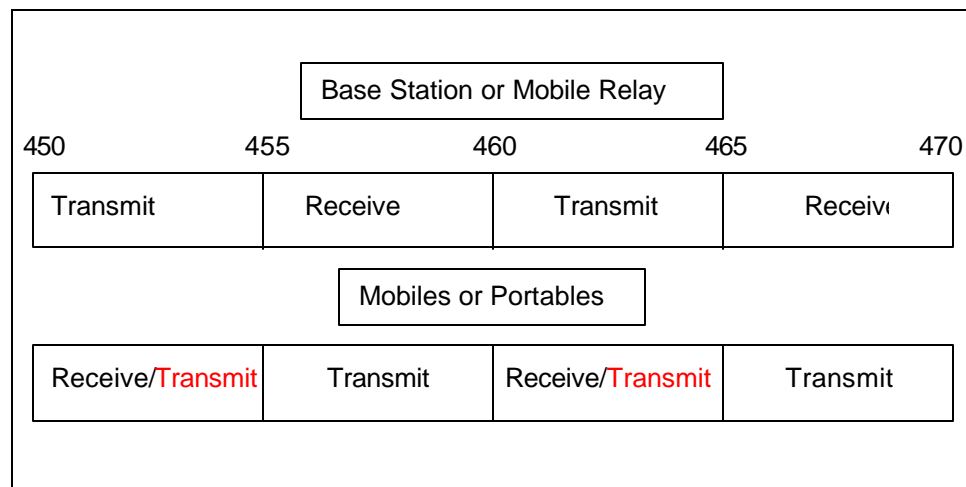 Base Station or Mobile Relay
450 455 460 465 470
Transmit Receive Transmit Receiv
Mobiles or Portables
Receive/Transmit Transmit Receive/Transmit Transmit